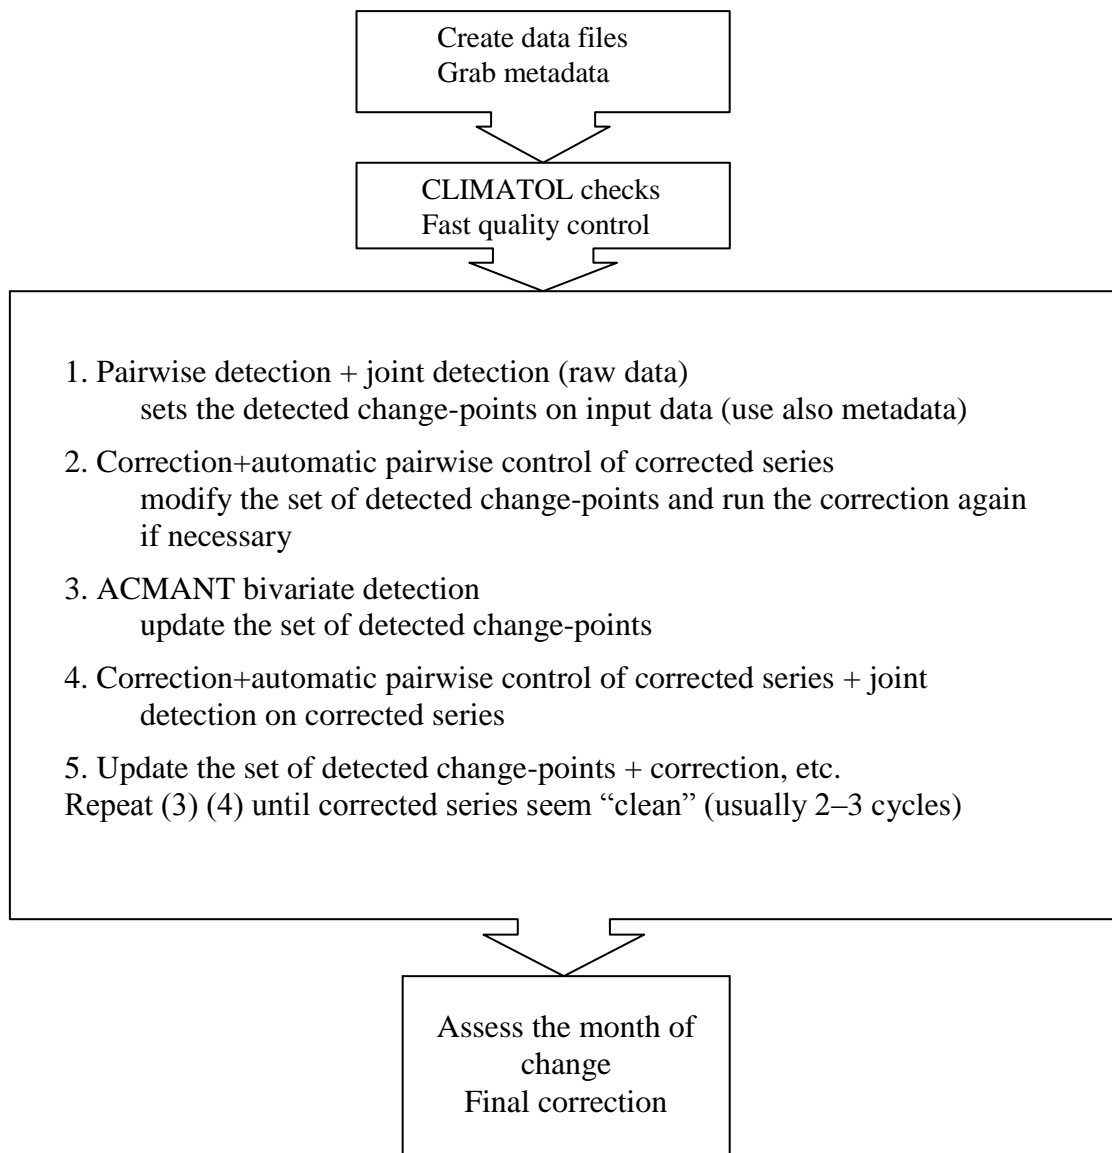 Create data files
Grab metadata
CLIMATOL checks
Fast quality control
1. Pairwise detection + joint detection (raw data)
sets the detected change-points on input data (use also metadata)
2. Correction+automatic pairwise control of corrected series
modify the set of detected change-points and run the correction again
if necessary
3. ACMANT bivariate detection
update the set of detected change-points
4. Correction+automatic pairwise control of corrected series + joint
detection on corrected series
5. Update the set of detected change-points + correction, etc.
Repeat (3) (4) until corrected series seem “clean” (usually 2–3 cycles)
Assess the month of
change
Final correction